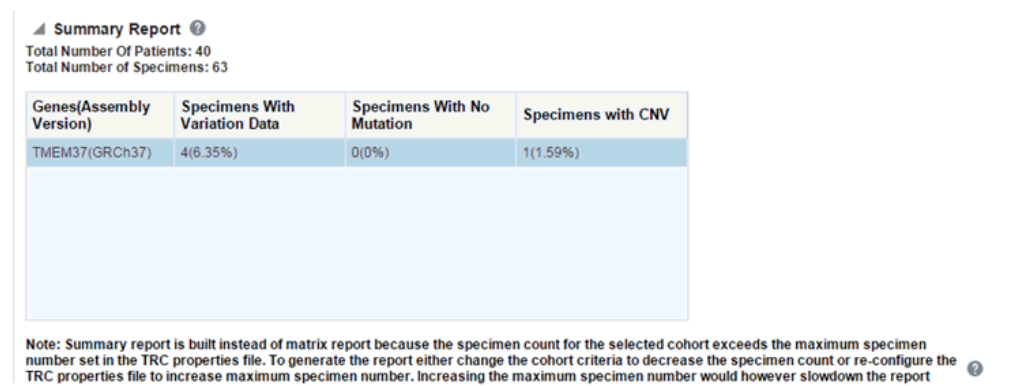 Summary Report
Total Number Of Patients: 40
Total Number of Specimens: 63
Genes(Assembly Version) Specimens With Variation Data Specimens With No Mutation Specimens with CNV
TMEM37(GRCh37) 4(6.35%) 0(0%) 1(1.59%)
Note: Summary report is built instead of matrix report because the specimen count for the selected cohort exceeds the maximum specimen
number set in the TRC properties file. To generate the report either change the cohort criteria to decrease the specimen count or re-configure the
TRC properties file to increase maximum specimen number. Increasing the maximum specimen number would however slowdown the report